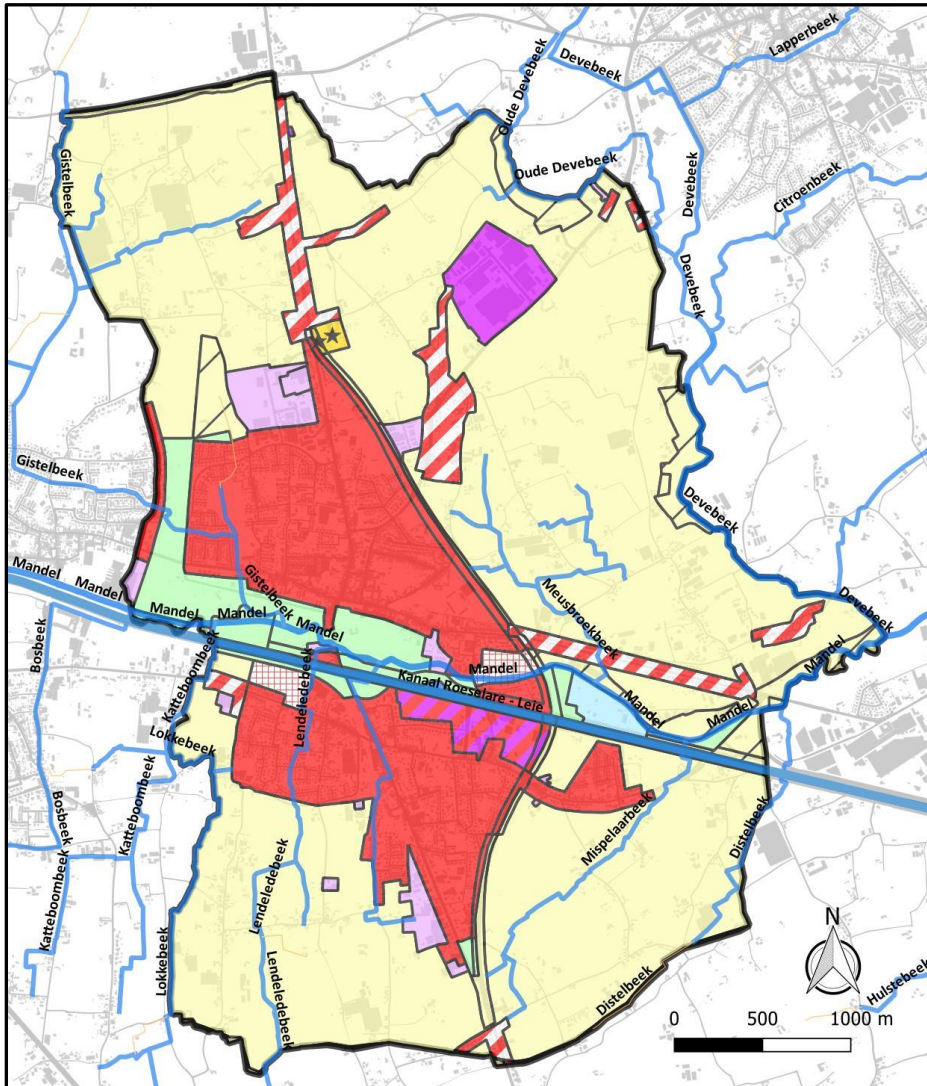 Lapperbeek
Devebeek
Oude Devebeek
Oude Devebeek
Gistelbeek
Devebeek
Citroenbeek
Devebeek
Gistelbeek
Devebeek
Mandel
Mandel
Mandel
Mandel
Gistelbeek
Mandel
Meusbroekbeek
Devebeek
Bosbeek
Katteboombeek
Lendeledebeek
Mandel
Kanaal Roeselare - Leie
Mandel
Mandel
Mandel
Lokkebeek
Bosbeek
Katteboombeek
Mispelaarbeek
Distelbeek
Katteboombeek
Lendeledebeek
Lokkebeek
Lendeledebeek
Distelbeek
N
Hulstebeek
0 500 1000 m